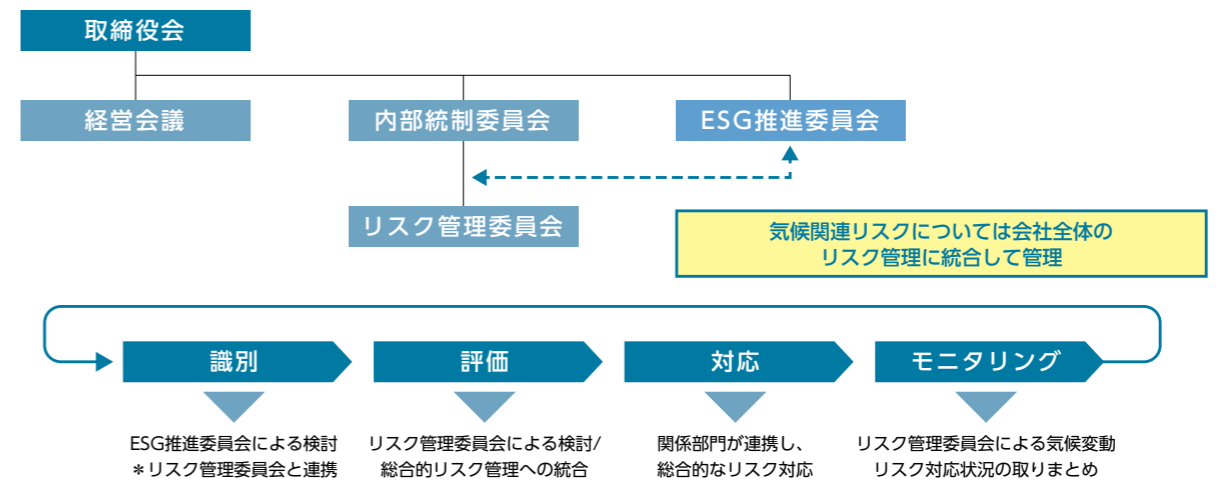 取締役会
経営会議
内部統制委員会
ESG推進委員会
リスク管理委員会
気候関連リスクについては会社全体の
リスク管理に統合して管理
識別
評価
対応
モニタリング
ESG推進委員会による検討
＊リスク管理委員会と連携
リスク管理委員会による検討/
総合的リスク管理への統合
関係部門が連携し、
総合的なリスク対応
リスク管理委員会による気候変動
リスク対応状況の取りまとめ